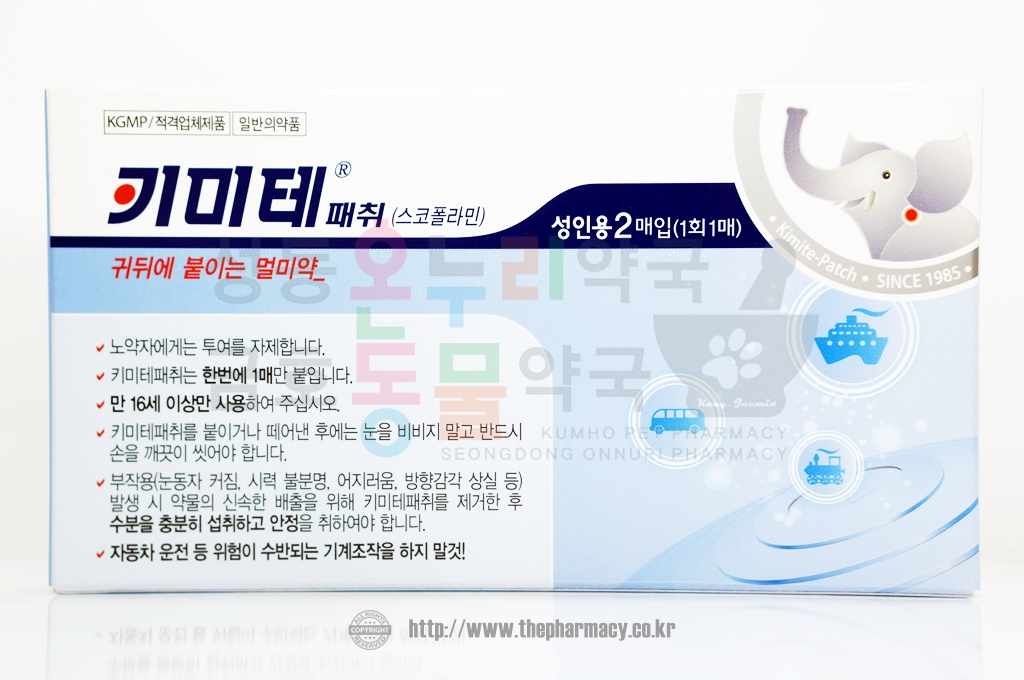 KGMP/적격업체제품 일반의약품
키미테® 패취 (스코폴라민)
성인용 2매입(1회1매)
귀뒤에 붙이는 멀미약_
Kimite-Patch • SINCE 1985 •
✓ 노약자에게는 투여를 자제합니다.
✓ 키미테패취는 한번에 1매만 붙입니다.
✓ 만 16세 이상만 사용하여 주십시오.
✓ 키미테패취를 붙이거나 떼어낸 후에는 눈을 비비지 말고 반드시
손을 깨끗이 씻어야 합니다.
✓ 부작용(눈동자 커짐, 시력 불분명, 어지러움, 방향감각 상실 등)
발생 시 약물의 신속한 배출을 위해 키미테패취를 제거한 후
수분을 충분히 섭취하고 안정을 취하여야 합니다.
✓ 자동차 운전 등 위험이 수반되는 기계조작을 하지 말것!
성동온누리약국
금호동물약국
Kang, Jaemin
KUMHO PET PHARMACY
SEONGDONG ONNURI PHARMACY
ALL RIGHTS COPYRIGHT RESERVED
http://www.thepharmacy.co.kr